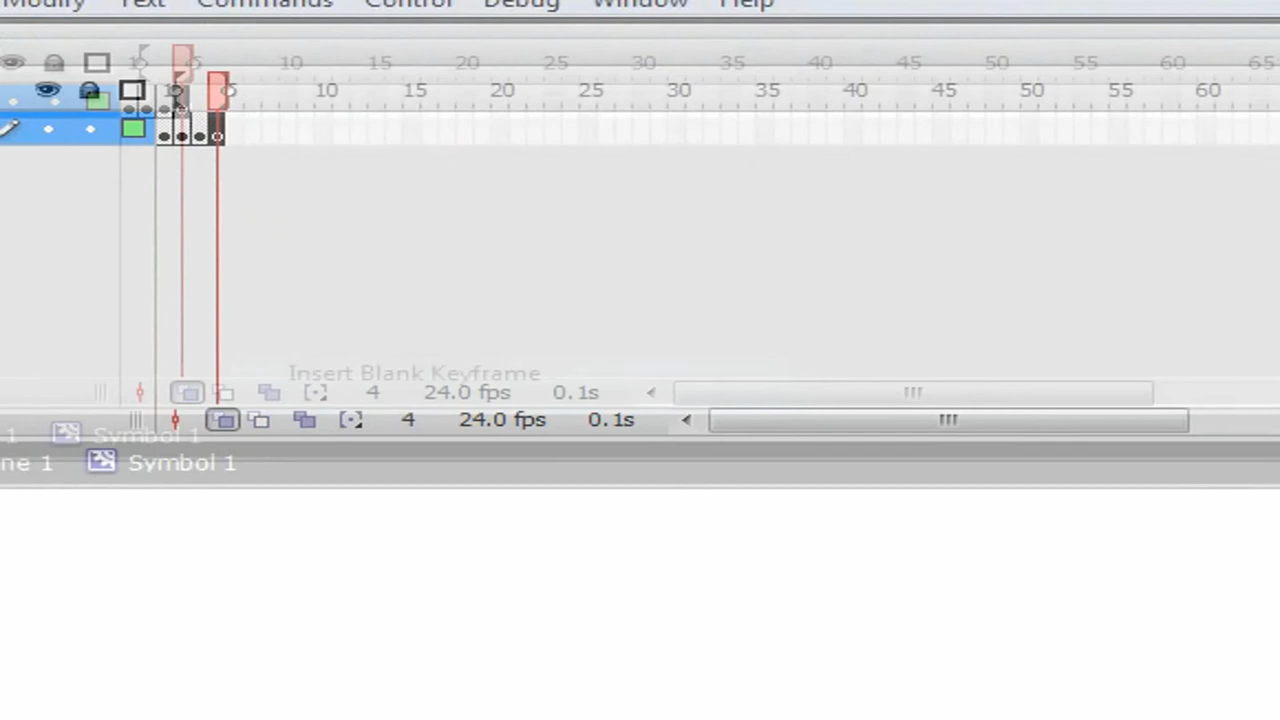 Modify Text Commands Control Debug Window Help
5 10 15 20 25 30 35 40 45 50 55 60 65
5 10 15 20 25 30 35 40 45 50 55 60
Insert Blank Keyframe
4 24.0 fps 0.1s
4 24.0 fps 0.1s
1 Symbol 1
ne 1 Symbol 1